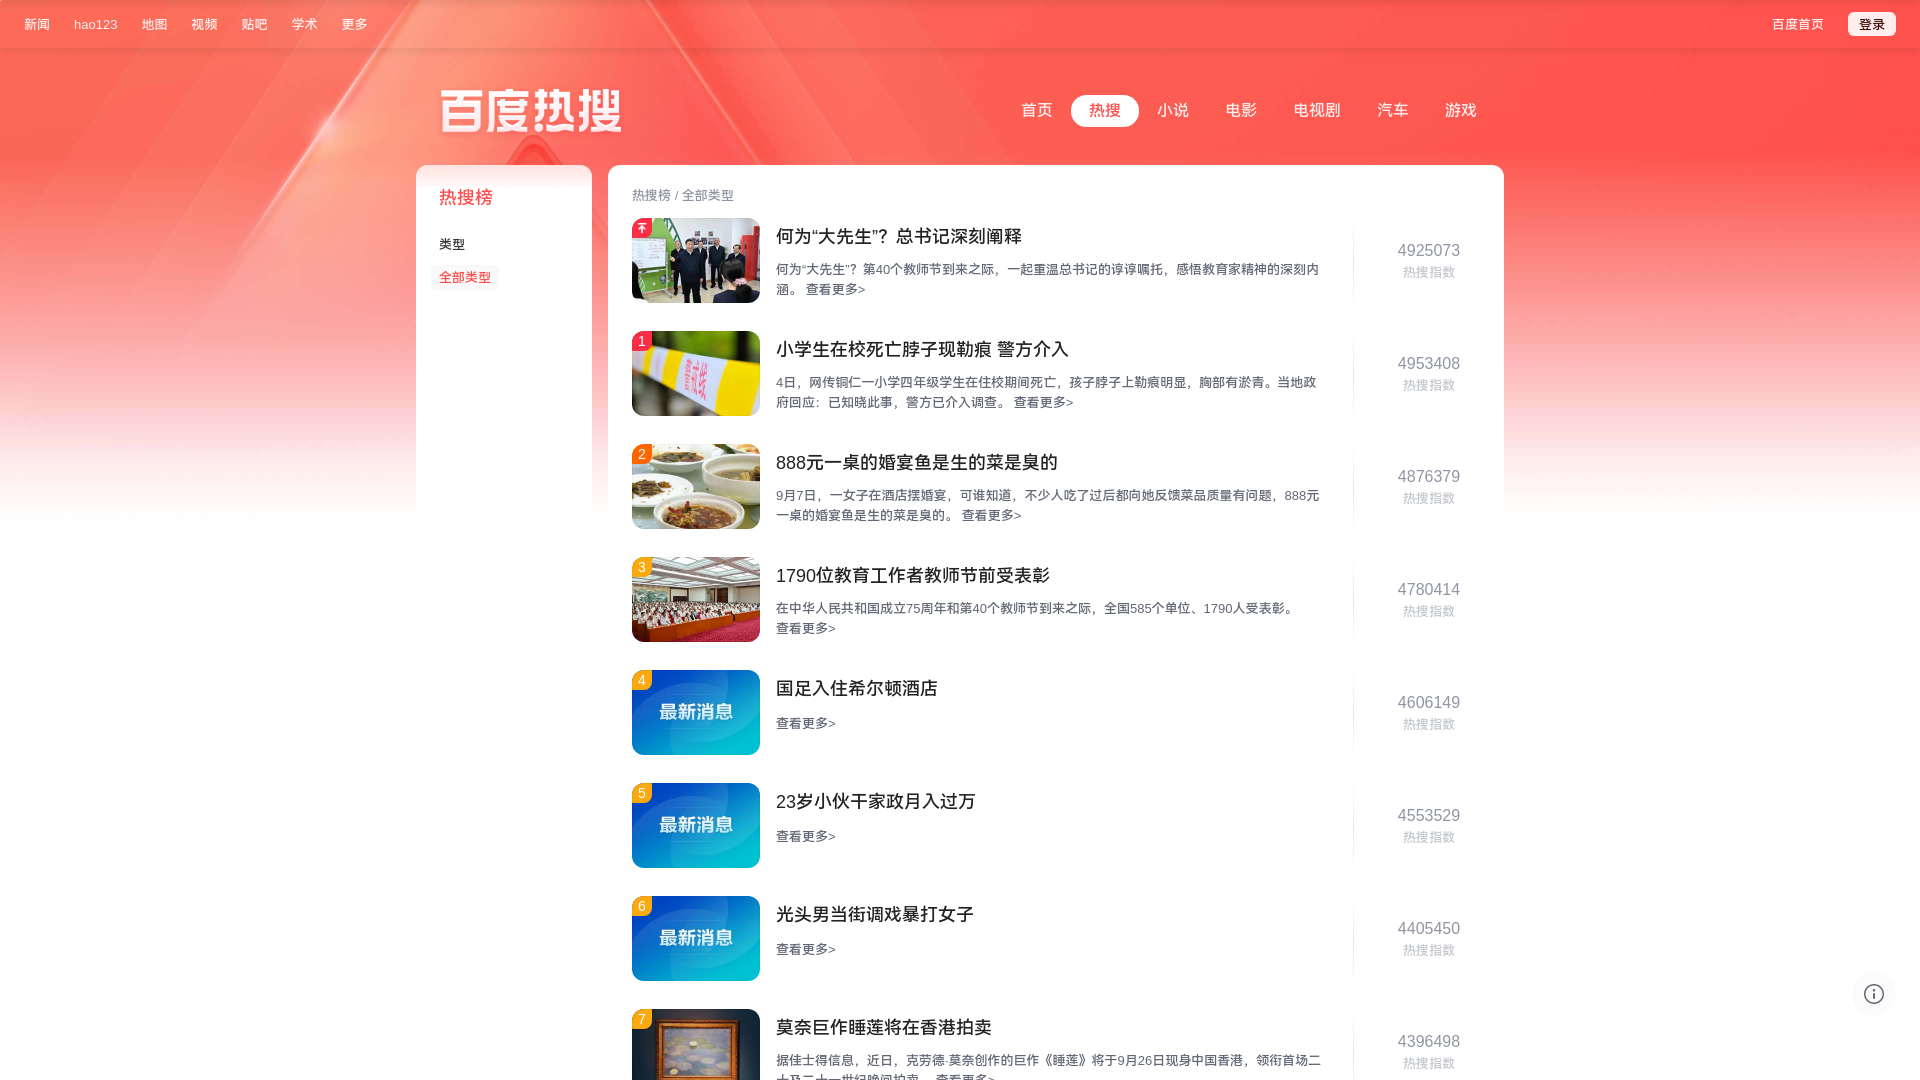 新闻 hao123 地图 视频 贴吧 学术 更多 百度首页 登录
百度热搜
首页 热搜 小说 电影 电视剧 汽车 游戏
热搜榜
类型
全部类型
热搜榜 / 全部类型
何为“大先生”？总书记深刻阐释
何为“大先生”？第40个教师节到来之际，一起重温总书记的谆谆嘱托，感悟教育家精神的深刻内
涵。 查看更多>
4925073
热搜指数
1
小学生在校死亡脖子现勒痕 警方介入
4日，网传铜仁一小学四年级学生在住校期间死亡，孩子脖子上勒痕明显，胸部有淤青。当地政
府回应：已知晓此事，警方已介入调查。 查看更多>
4953408
热搜指数
2
888元一桌的婚宴鱼是生的菜是臭的
9月7日，一女子在酒店摆婚宴，可谁知道，不少人吃了过后都向她反馈菜品质量有问题，888元
一桌的婚宴鱼是生的菜是臭的。 查看更多>
4876379
热搜指数
3
1790位教育工作者教师节前受表彰
在中华人民共和国成立75周年和第40个教师节到来之际，全国585个单位、1790人受表彰。
查看更多>
4780414
热搜指数
4
最新消息
国足入住希尔顿酒店
查看更多>
4606149
热搜指数
5
最新消息
23岁小伙干家政月入过万
查看更多>
4553529
热搜指数
6
最新消息
光头男当街调戏暴打女子
查看更多>
4405450
热搜指数
7
莫奈巨作睡莲将在香港拍卖
据佳士得信息，近日，克劳德·莫奈创作的巨作《睡莲》将于9月26日现身中国香港，领衔首场二
十及二十一世纪晚间拍卖。 查看更多>
4396498
热搜指数